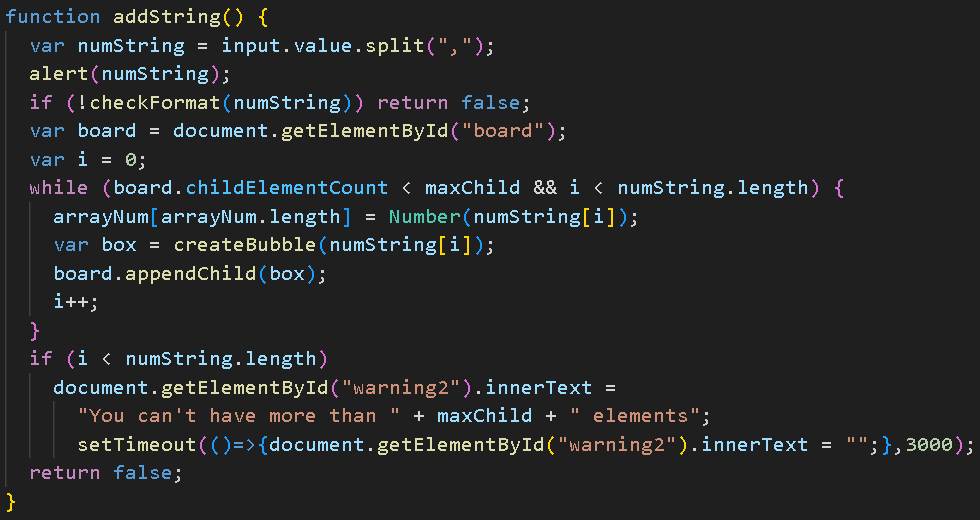 function addString() {
  var numString = input.value.split(",");
  alert(numString);
  if (!checkFormat(numString)) return false;
  var board = document.getElementById("board");
  var i = 0;
  while (board.childElementCount < maxChild && i < numString.length) {
    arrayNum[arrayNum.length] = Number(numString[i]);
    var box = createBubble(numString[i]);
    board.appendChild(box);
    i++;
  }
  if (i < numString.length)
    document.getElementById("warning2").innerText =
      "You can't have more than " + maxChild + " elements";
      setTimeout(()=>{document.getElementById("warning2").innerText = "";},3000);
  return false;
}